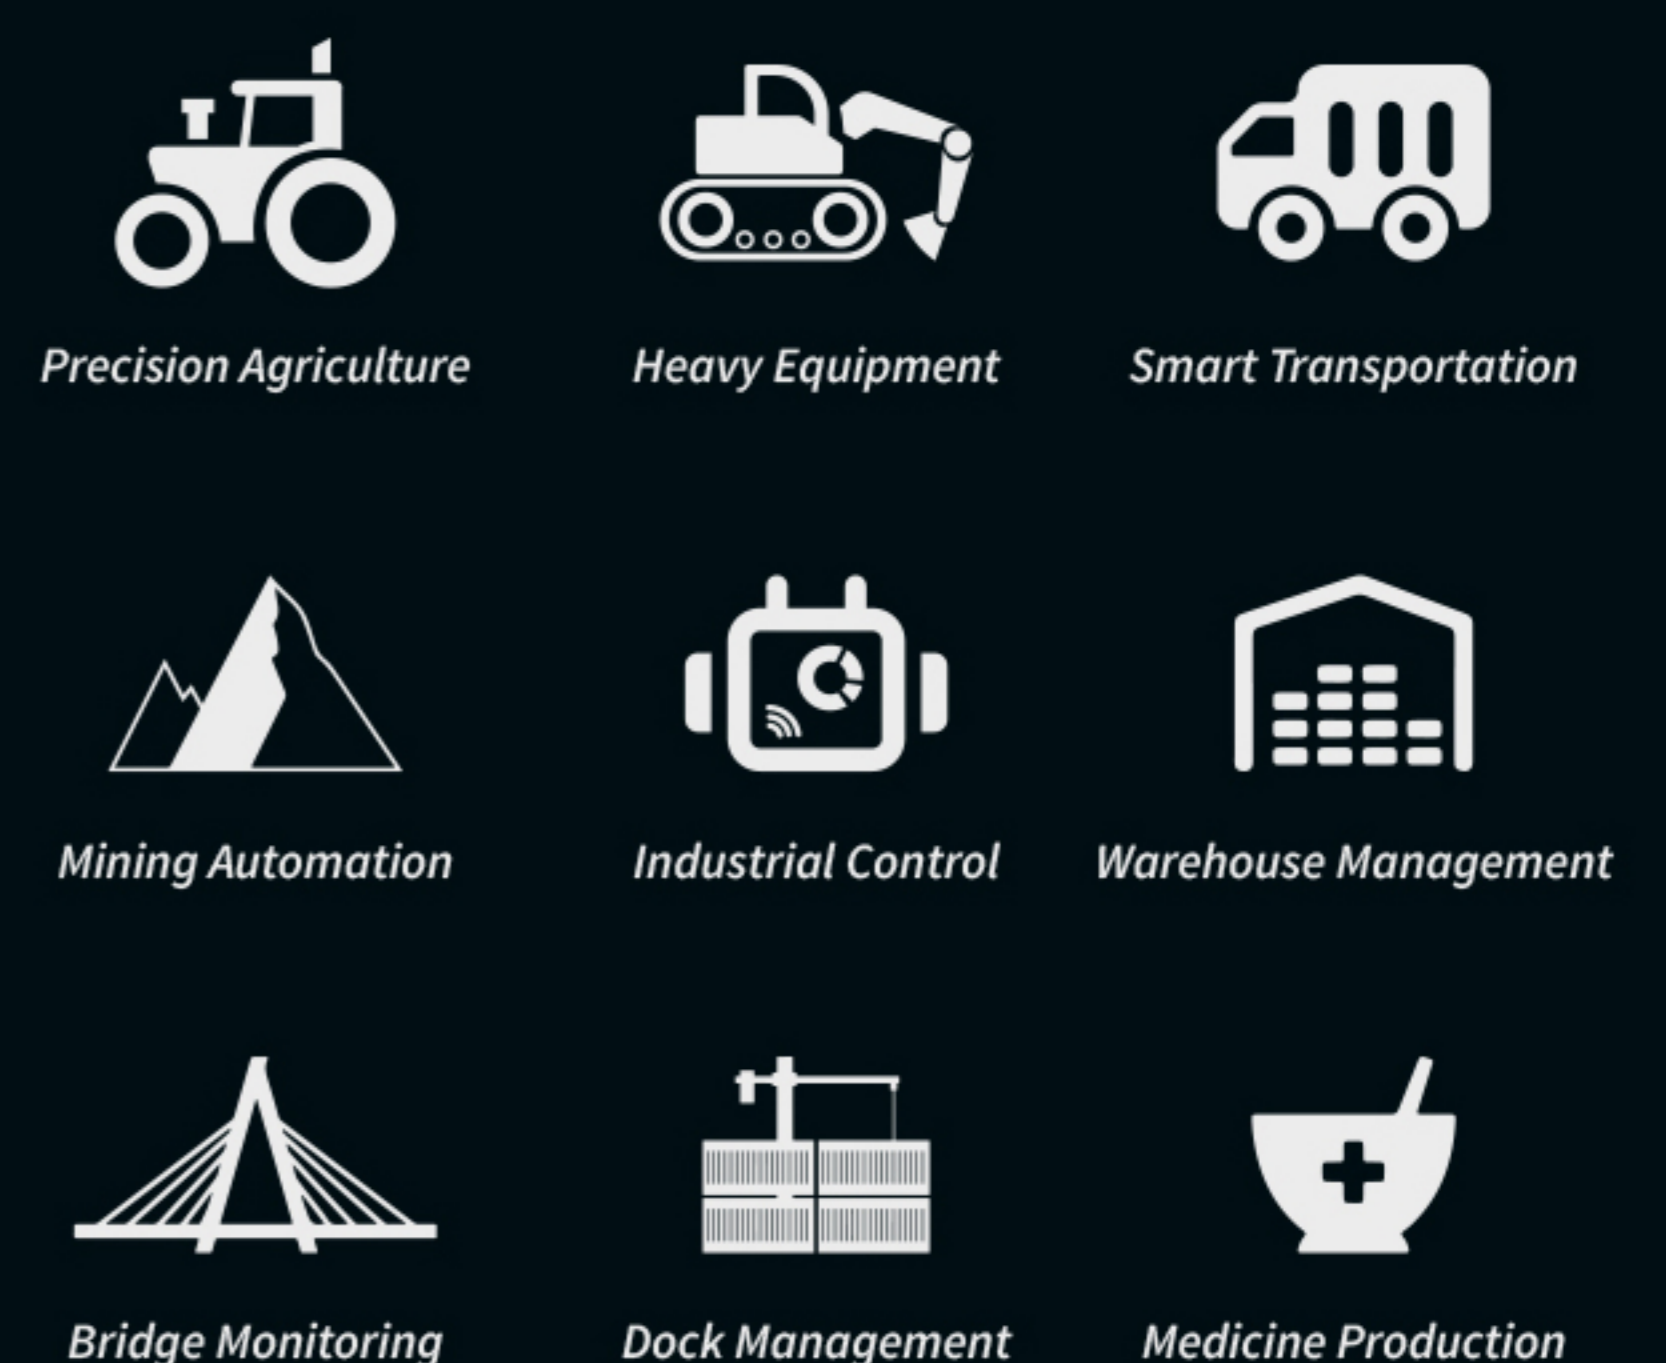 Precision Agriculture
Heavy Equipment
Smart Transportation
Mining Automation
Industrial Control
Warehouse Management
Bridge Monitoring
Dock Management
Medicine Production